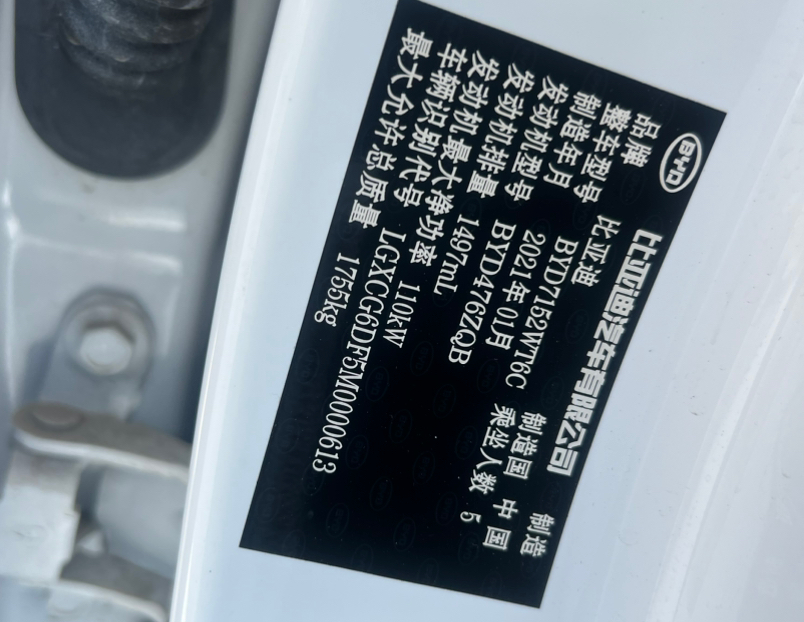 BYD 比亚迪汽车有限公司 制造
品牌 比亚迪
整车型号 BYD7152WT6C 制造国 中国
制造年月 2021年01月 乘坐人数 5
发动机型号 BYD476ZQB
发动机排量 1497mL
发动机最大净功率 110kW
车辆识别代号 LGXCG6DF5M0000613
最大允许总质量 1755kg